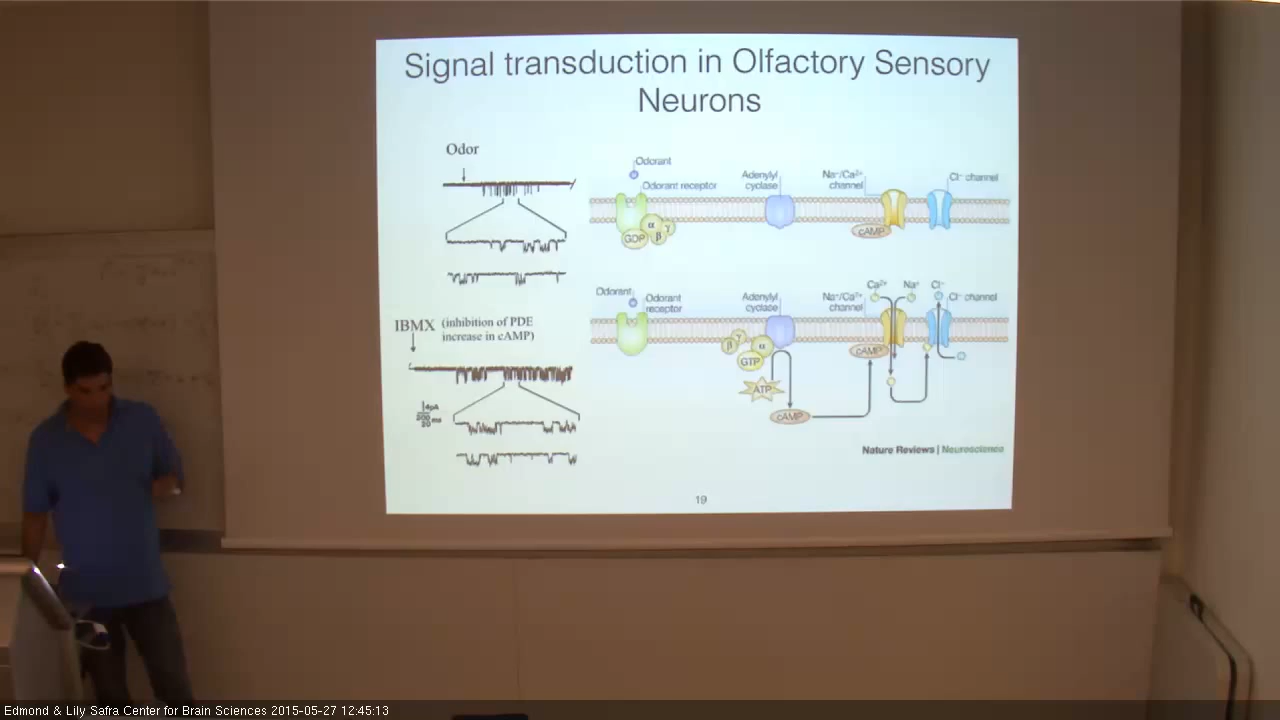 Signal transduction in Olfactory Sensory
Neurons
Odor
IBMX (inhibition of PDE
increase in cAMP)
Odorant
Odorant receptor
α
β
γ
GDP
Adenylyl
cyclase
Na⁺/Ca²⁺
channel
cAMP
Cl⁻ channel
Odorant
Odorant
receptor
β
γ
α
GTP
ATP
cAMP
Adenylyl
cyclase
Na⁺/Ca²⁺
channel
cAMP
Ca²⁺
Na⁺
Cl⁻
Cl⁻ channel
Nature Reviews | Neuroscience
19
Edmond & Lily Safra Center for Brain Sciences 2015-05-27 12:45:13